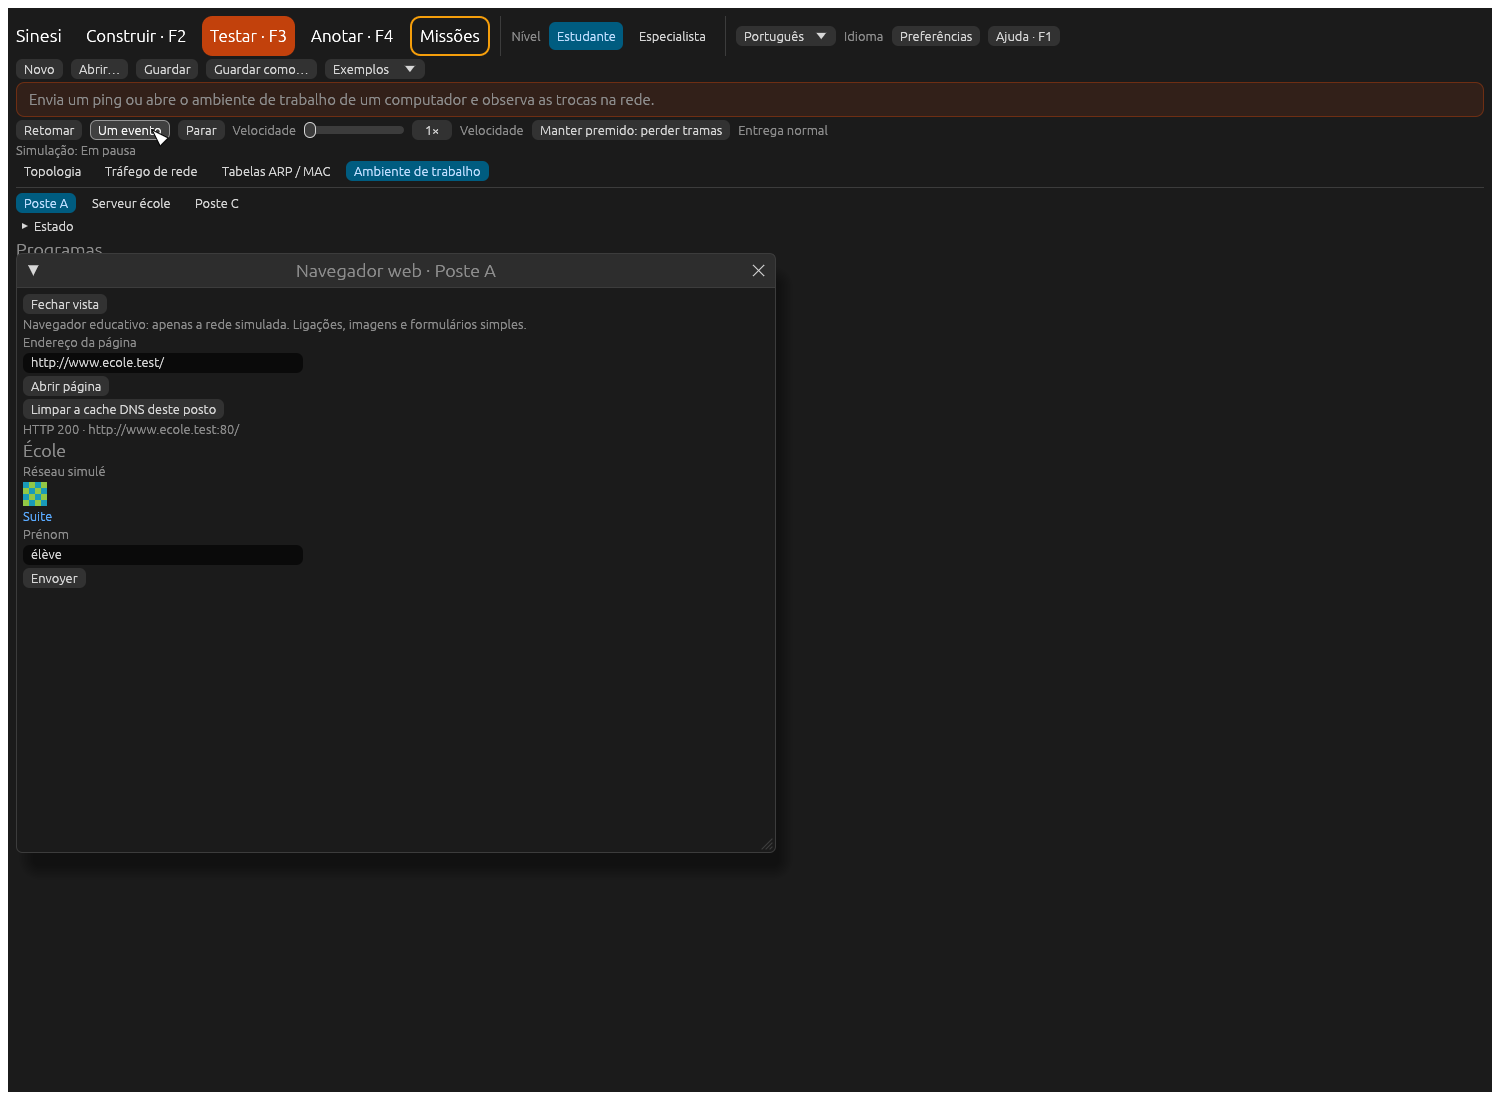 Sinesi Construir · F2 Testar · F3 Anotar · F4 Missões Nível Estudante Especialista Português Idioma Preferências Ajuda · F1
Novo Abrir… Guardar Guardar como… Exemplos
Envia um ping ou abre o ambiente de trabalho de um computador e observa as trocas na rede.
Retomar Um evento Parar Velocidade 1× Velocidade Manter premido: perder tramas Entrega normal
Simulação: Em pausa
Topologia Tráfego de rede Tabelas ARP / MAC Ambiente de trabalho
Poste A Serveur école Poste C
Estado
Programas
Navegador web · Poste A
Fechar vista
Navegador educativo: apenas a rede simulada. Ligações, imagens e formulários simples.
Endereço da página
http://www.ecole.test/
Abrir página
Limpar a cache DNS deste posto
HTTP 200 · http://www.ecole.test:80/
École
Réseau simulé
Suite
Prénom
élève
Envoyer